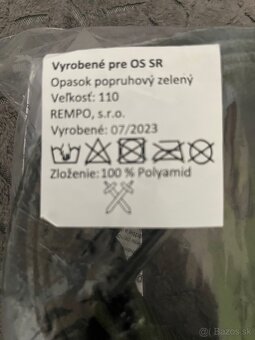 Vyrobené pre OS SR
Opasok popruhový zelený
Veľkosť: 110
REMPO, s.r.o.
Vyrobené: 07/2023
Zloženie: 100 % Polyamid
bazos.sk